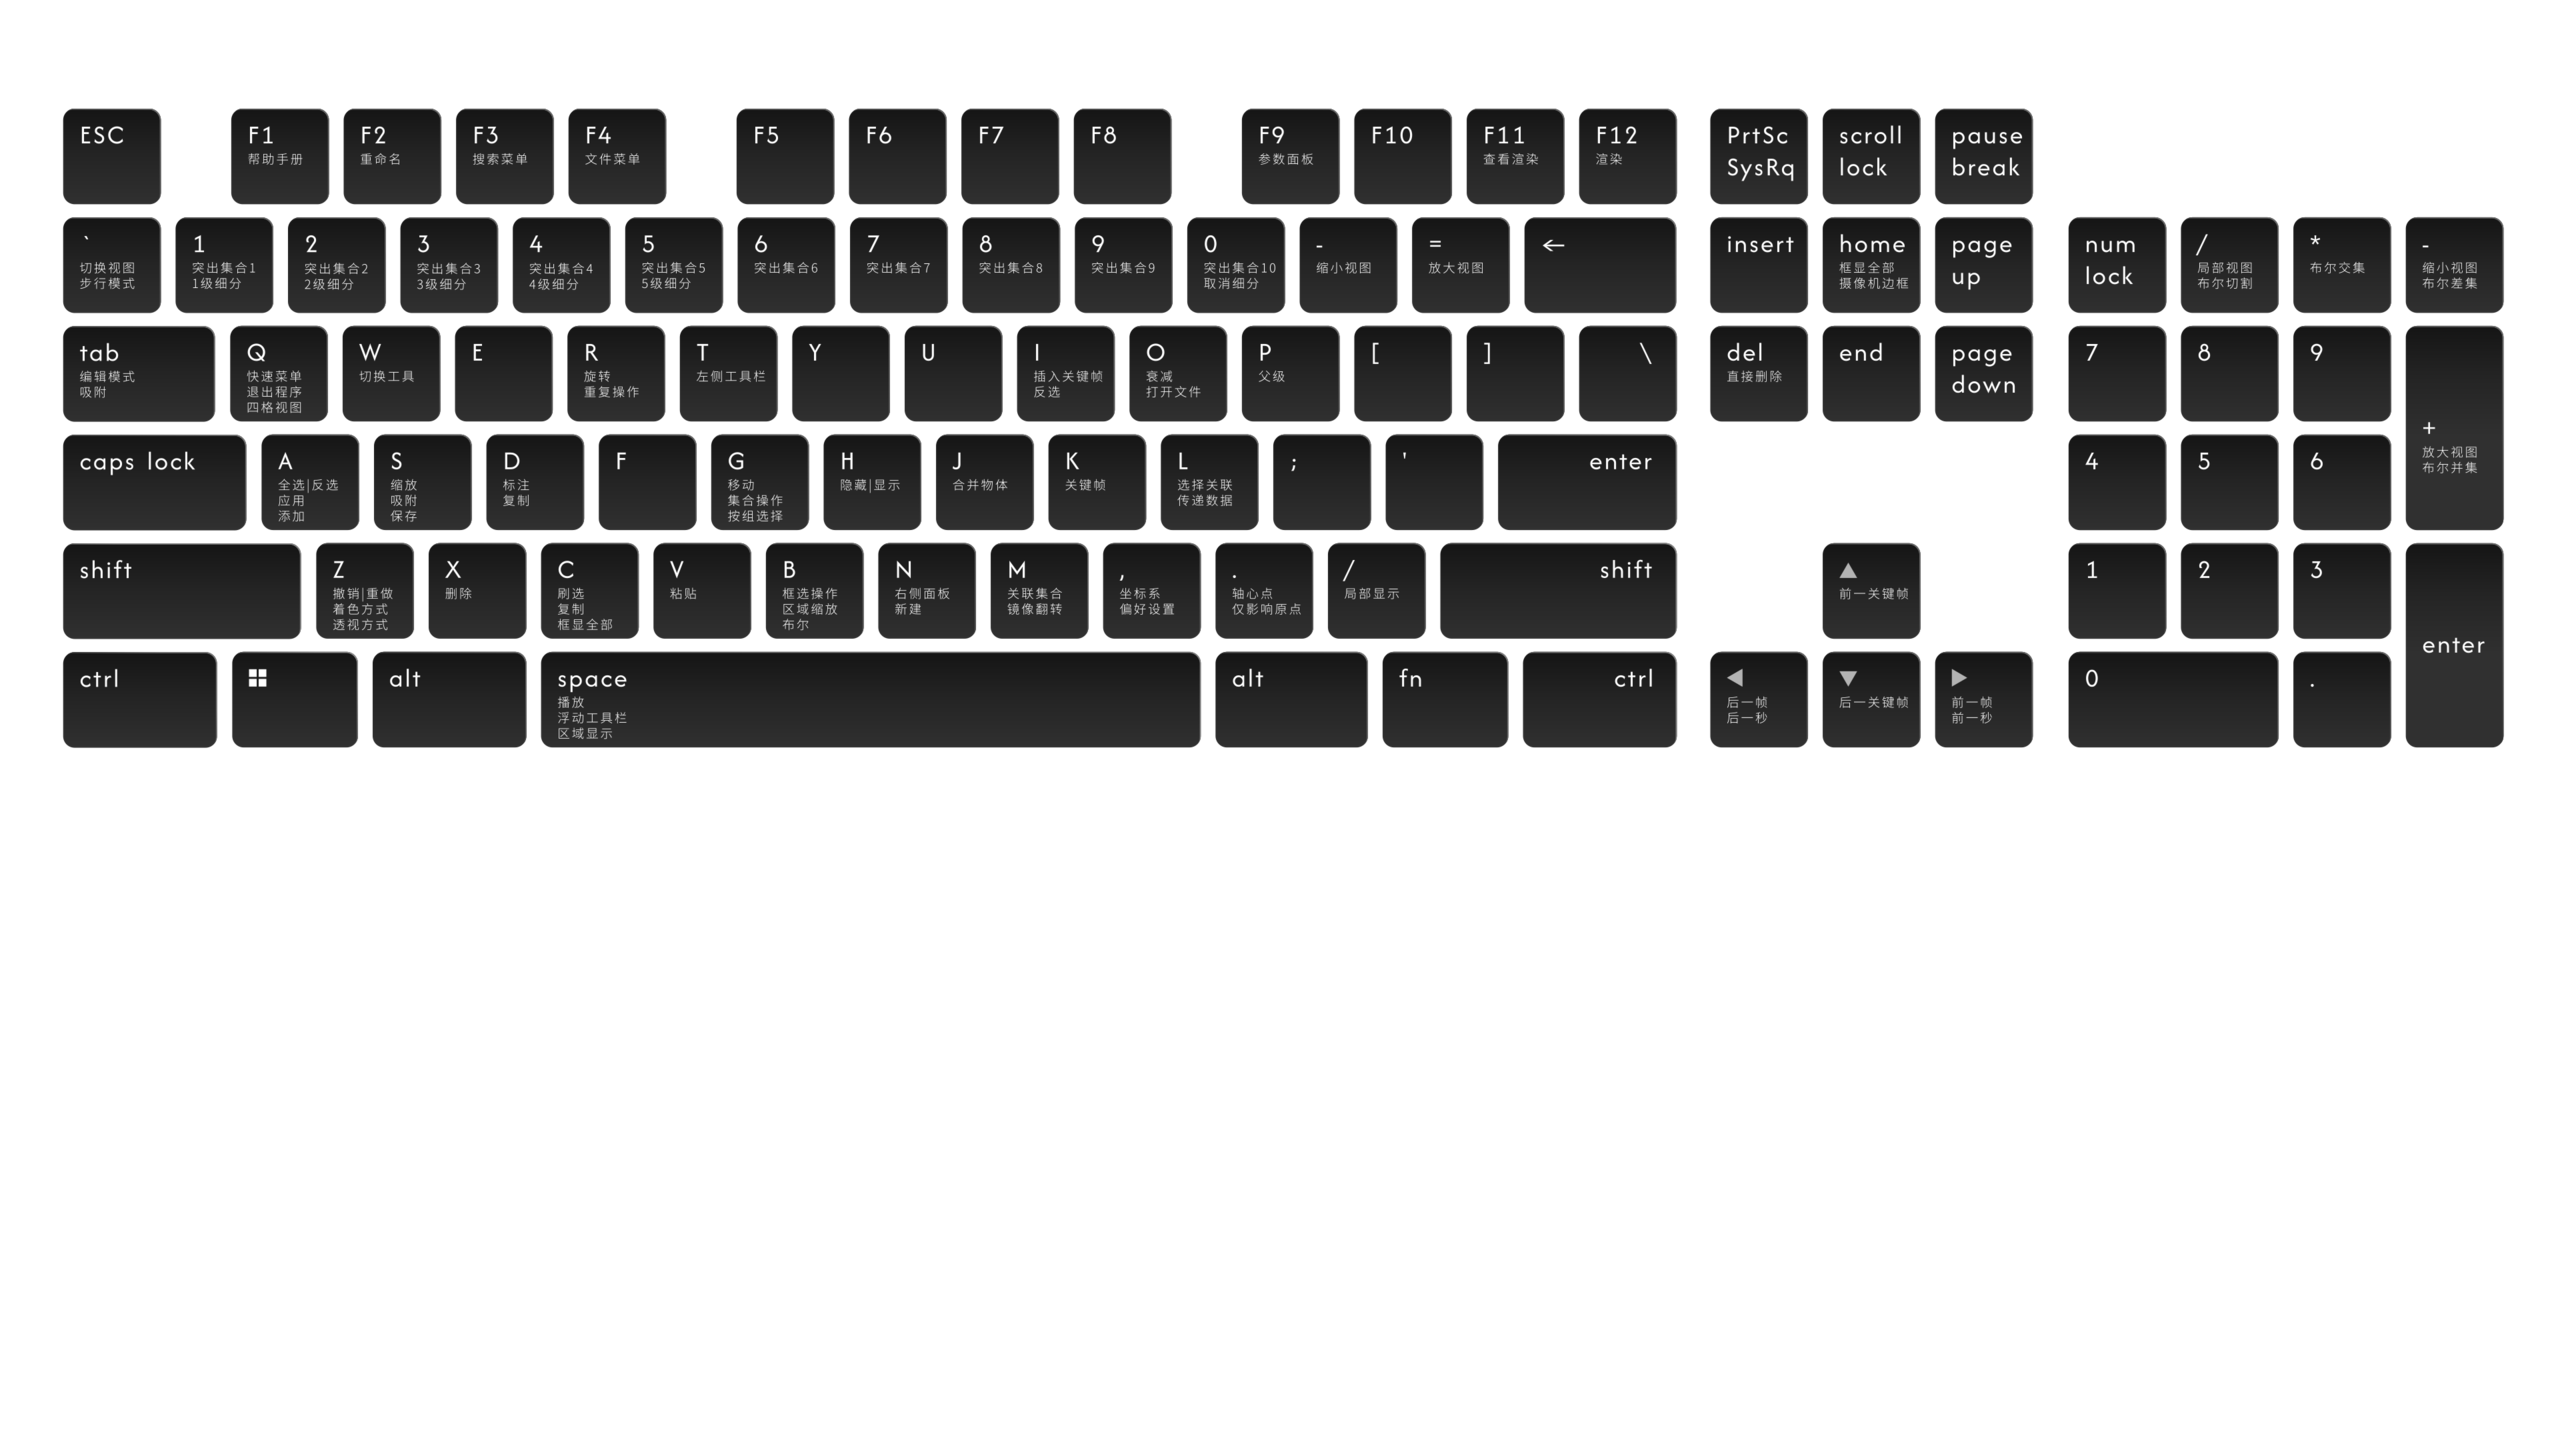 ESC
F1
帮助手册
F2
重命名
F3
搜索菜单
F4
文件菜单
F5
F6
F7
F8
F9
参数面板
F10
F11
查看渲染
F12
渲染
PrtSc
SysRq
scroll
lock
pause
break
`
切换视图
步行模式
1
突出集合1
1级细分
2
突出集合2
2级细分
3
突出集合3
3级细分
4
突出集合4
4级细分
5
突出集合5
5级细分
6
突出集合6
7
突出集合7
8
突出集合8
9
突出集合9
0
突出集合10
取消细分
-
缩小视图
=
放大视图
←
insert
home
框显全部
摄像机边框
page
up
num
lock
/
局部视图
布尔切割
*
布尔交集
-
缩小视图
布尔差集
tab
编辑模式
吸附
Q
快速菜单
退出程序
四格视图
W
切换工具
E
R
旋转
重复操作
T
左侧工具栏
Y
U
I
插入关键帧
反选
O
衰减
打开文件
P
父级
[
]
\
del
直接删除
end
page
down
7
8
9
+
放大视图
布尔并集
caps lock
A
全选|反选
应用
添加
S
缩放
吸附
保存
D
标注
复制
F
G
移动
集合操作
按组选择
H
隐藏|显示
J
合并物体
K
关键帧
L
选择关联
传递数据
;
'
enter
4
5
6
shift
Z
撤销|重做
着色方式
透视方式
X
删除
C
刷选
复制
框显全部
V
粘贴
B
框选操作
区域缩放
布尔
N
右侧面板
新建
M
关联集合
镜像翻转
,
坐标系
偏好设置
.
轴心点
仅影响原点
/
局部显示
shift
▲
前一关键帧
1
2
3
enter
ctrl
alt
space
播放
浮动工具栏
区域显示
alt
fn
ctrl
◀
后一帧
后一秒
▼
后一关键帧
▶
前一帧
前一秒
0
.